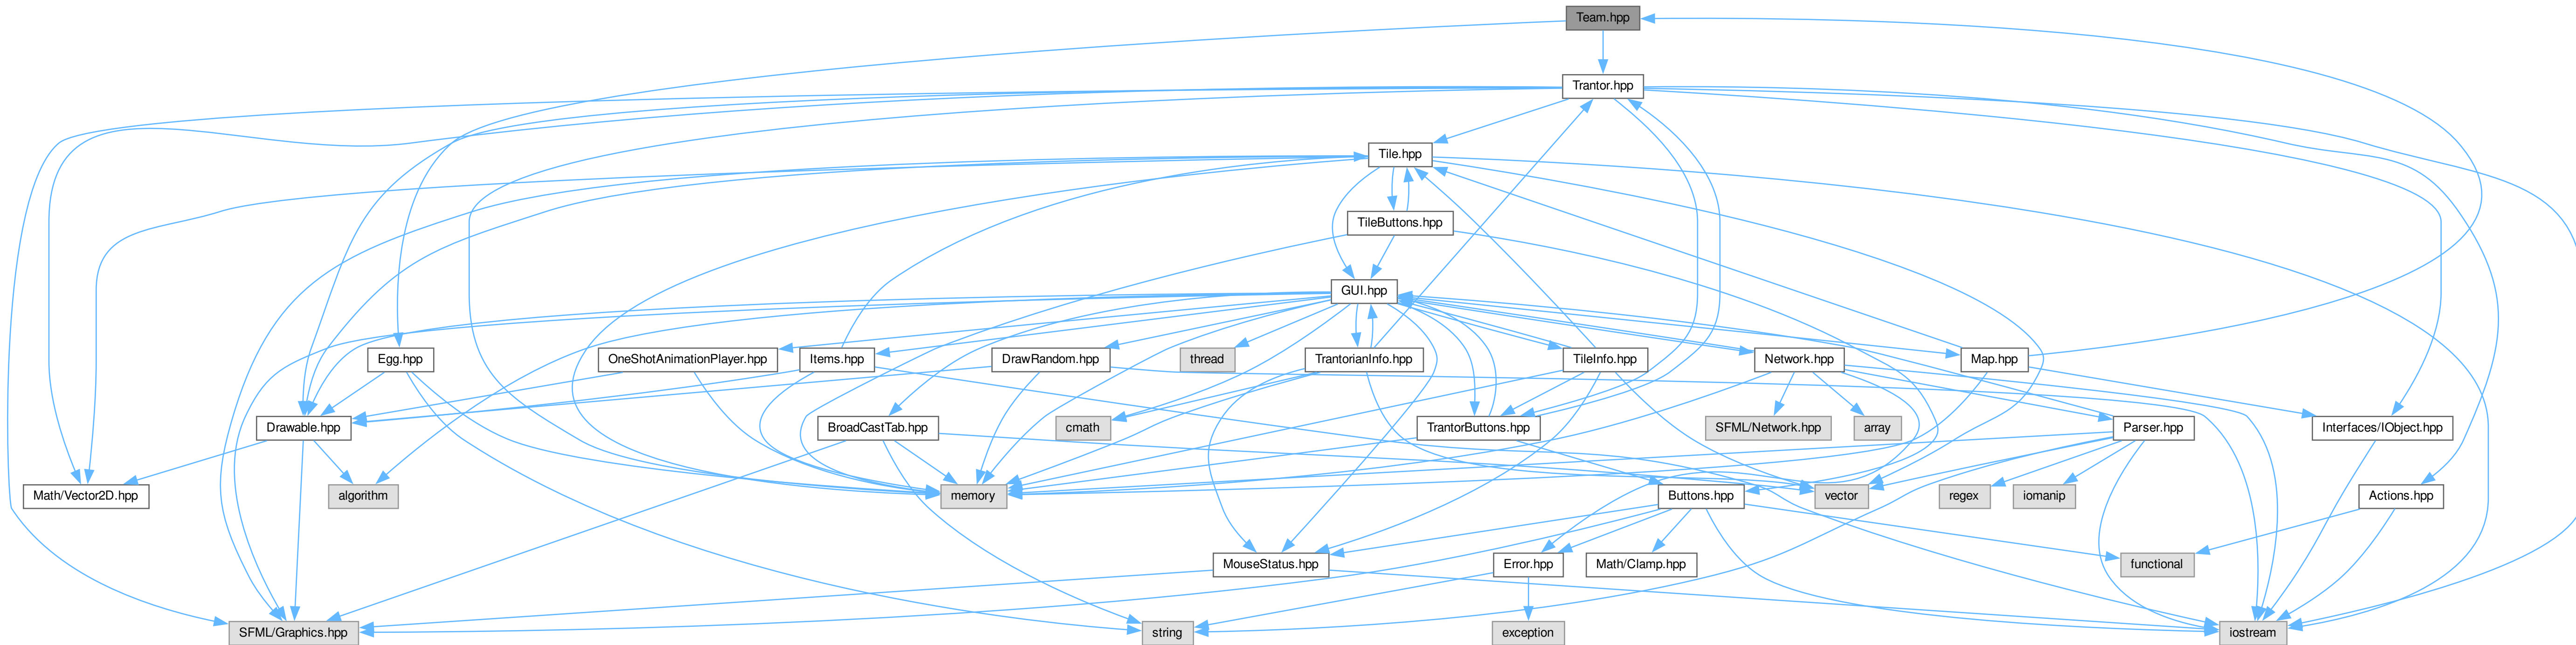 Team.hpp
Trantor.hpp
Tile.hpp
TileButtons.hpp
GUI.hpp
Egg.hpp
OneShotAnimationPlayer.hpp
Items.hpp
DrawRandom.hpp
thread
TrantorianInfo.hpp
TileInfo.hpp
Network.hpp
Map.hpp
Drawable.hpp
BroadCastTab.hpp
cmath
TrantorButtons.hpp
SFML/Network.hpp
array
Parser.hpp
Interfaces/IObject.hpp
Math/Vector2D.hpp
algorithm
memory
Buttons.hpp
vector
regex
iomanip
Actions.hpp
MouseStatus.hpp
Error.hpp
Math/Clamp.hpp
functional
SFML/Graphics.hpp
string
exception
iostream